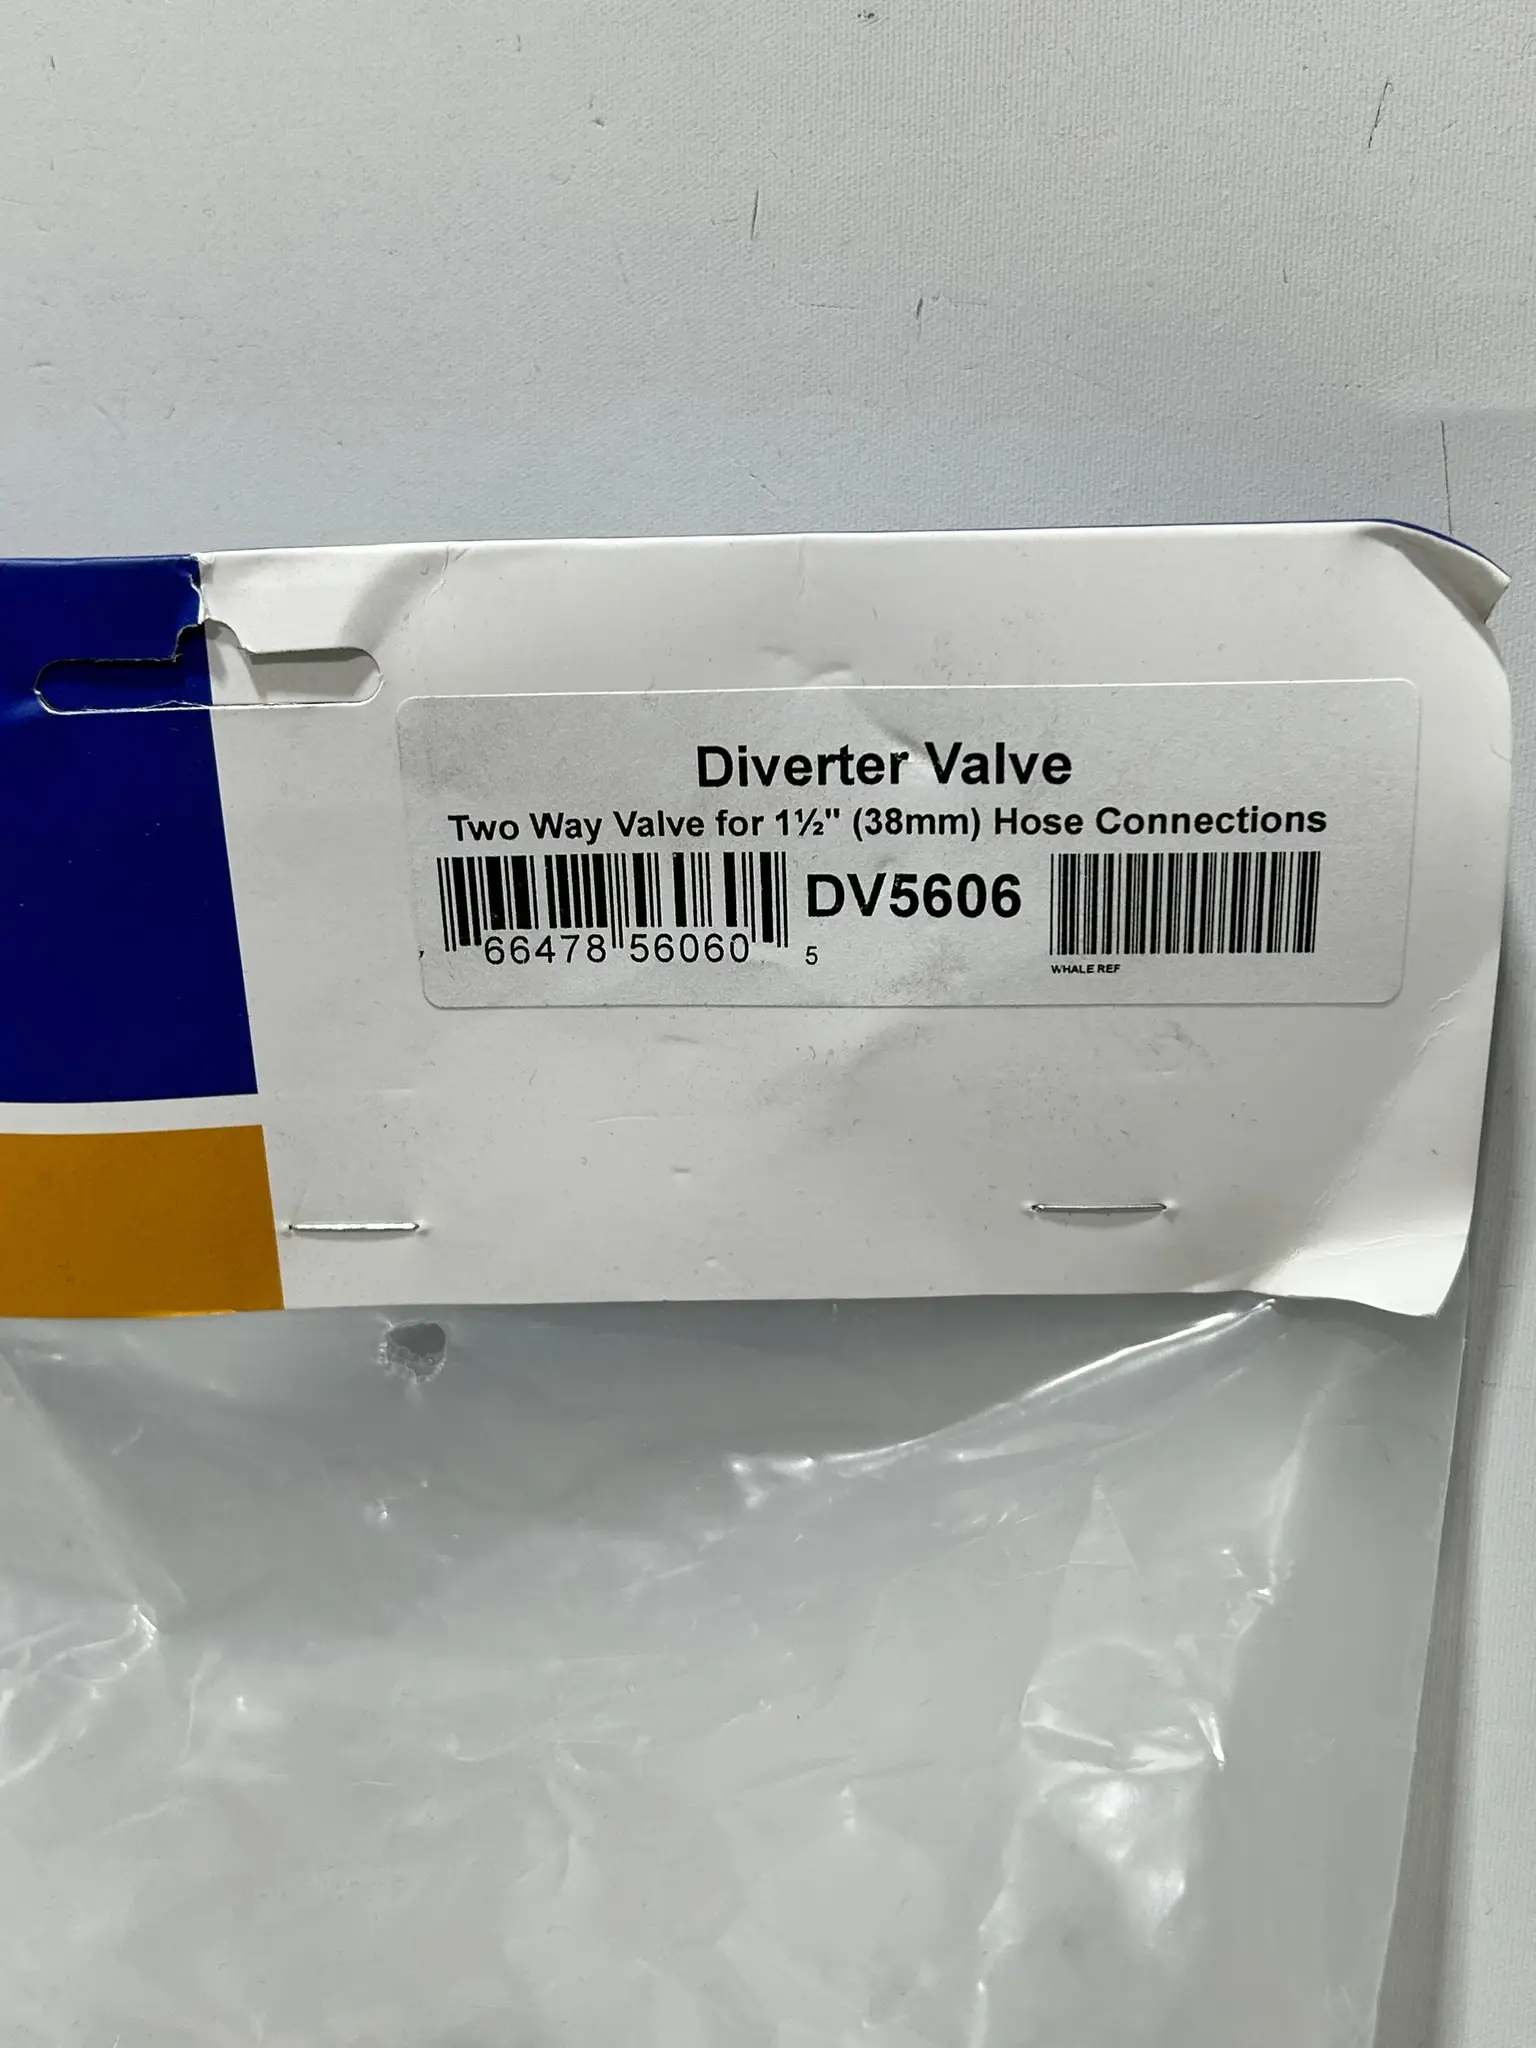 Diverter Valve
Two Way Valve for 1½" (38mm) Hose Connections
DV5606
66478 56060 5
WHALE REF